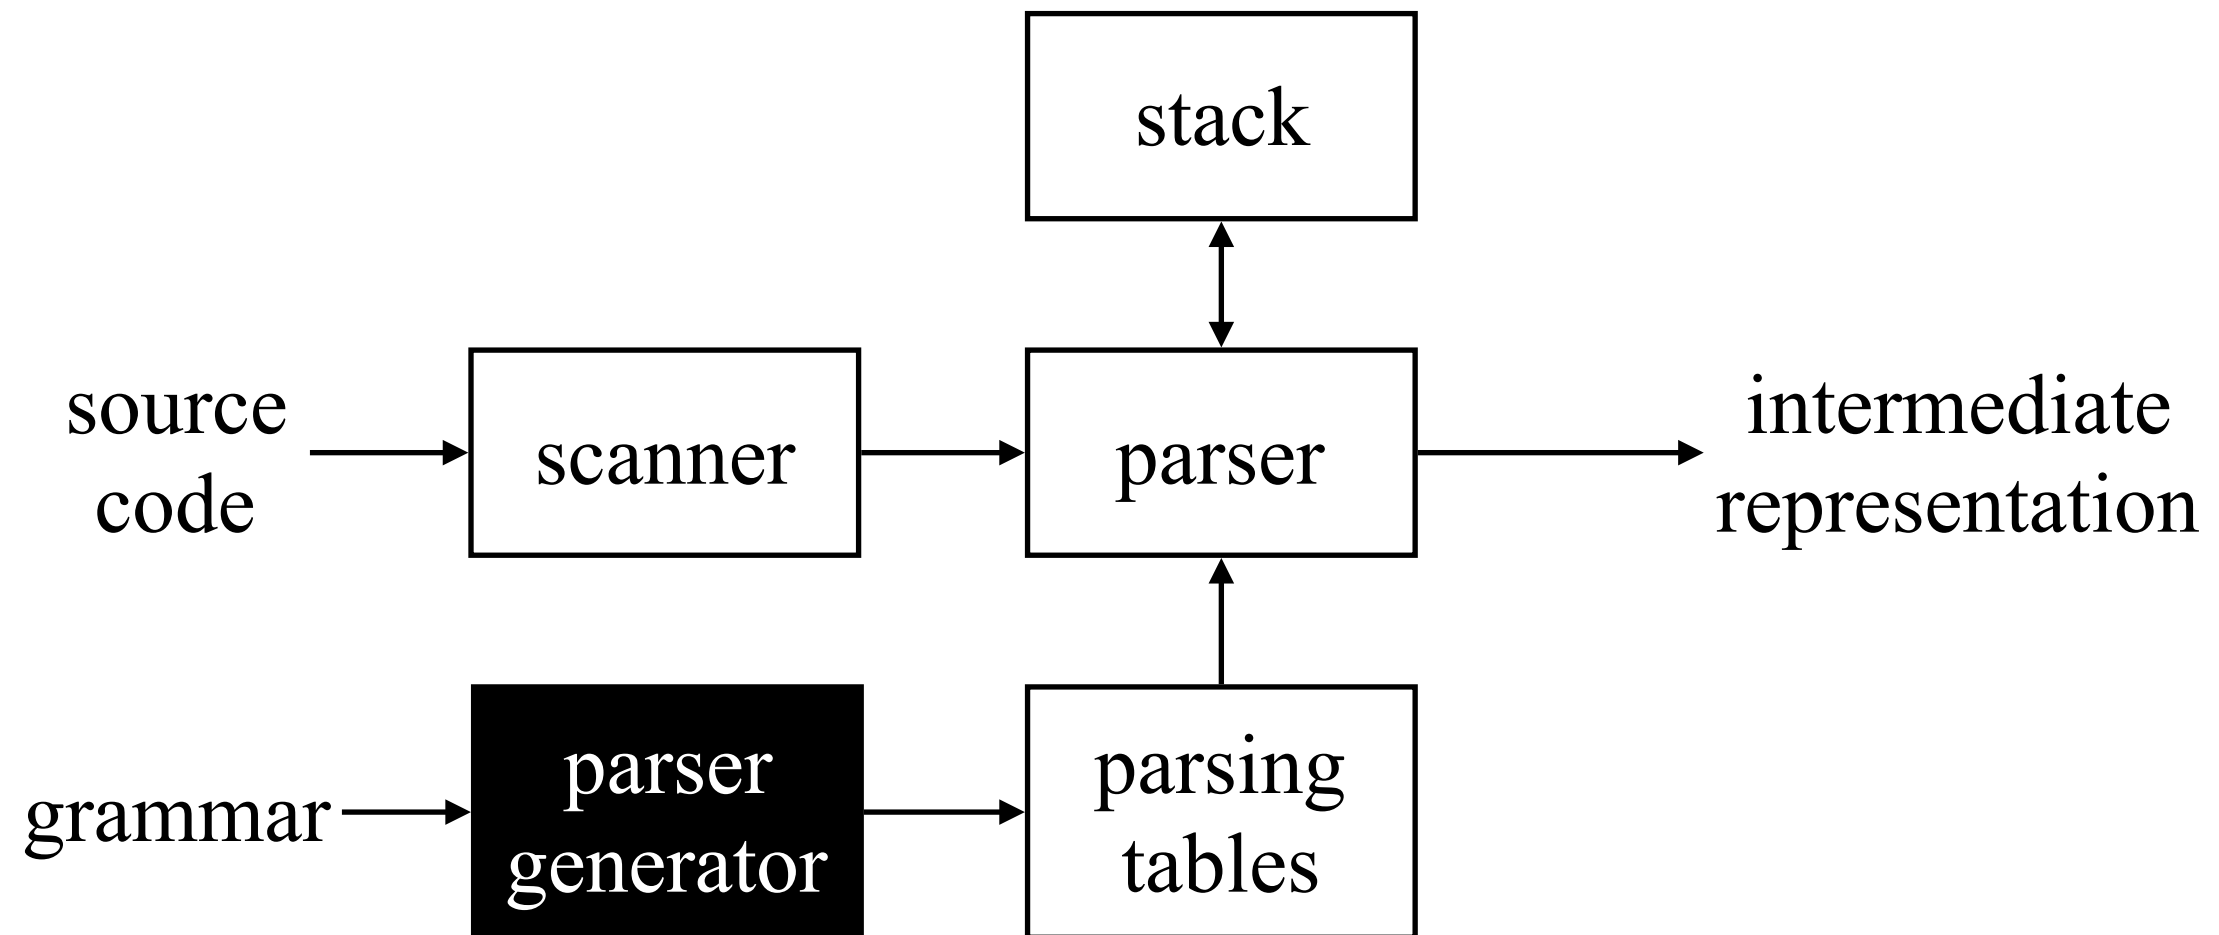 stack
source
code
scanner
parser
intermediate
representation
grammar
parser
generator
parsing
tables